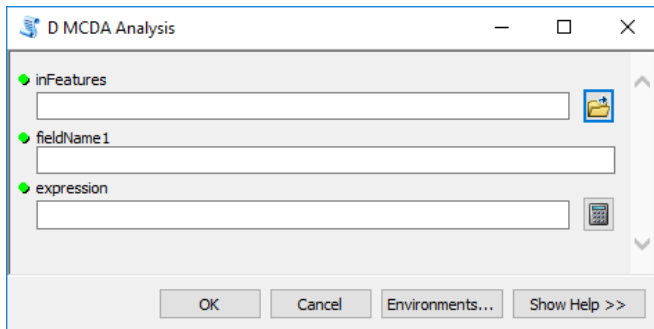 D MCDA Analysis
inFeatures
fieldName1
expression
OK Cancel Environments... Show Help >>